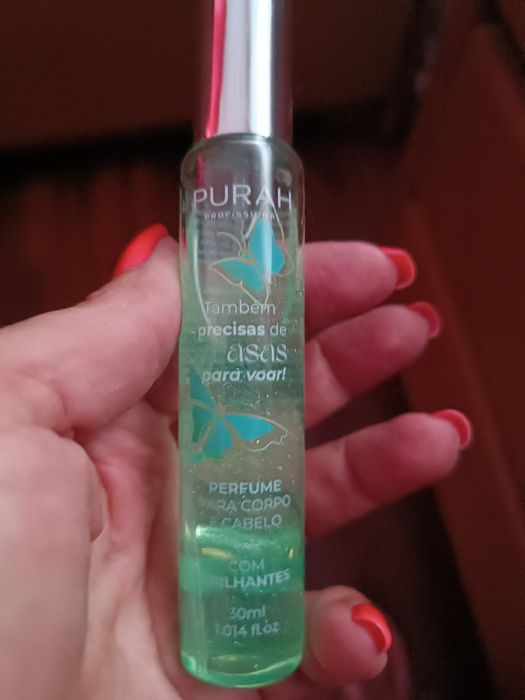 PURAH
PROFISSIONAL
Também
precisas de
asas
para voar!
PERFUME
PARA CORPO
E CABELO
COM
BRILHANTES
30ml
1.014 fl.oz